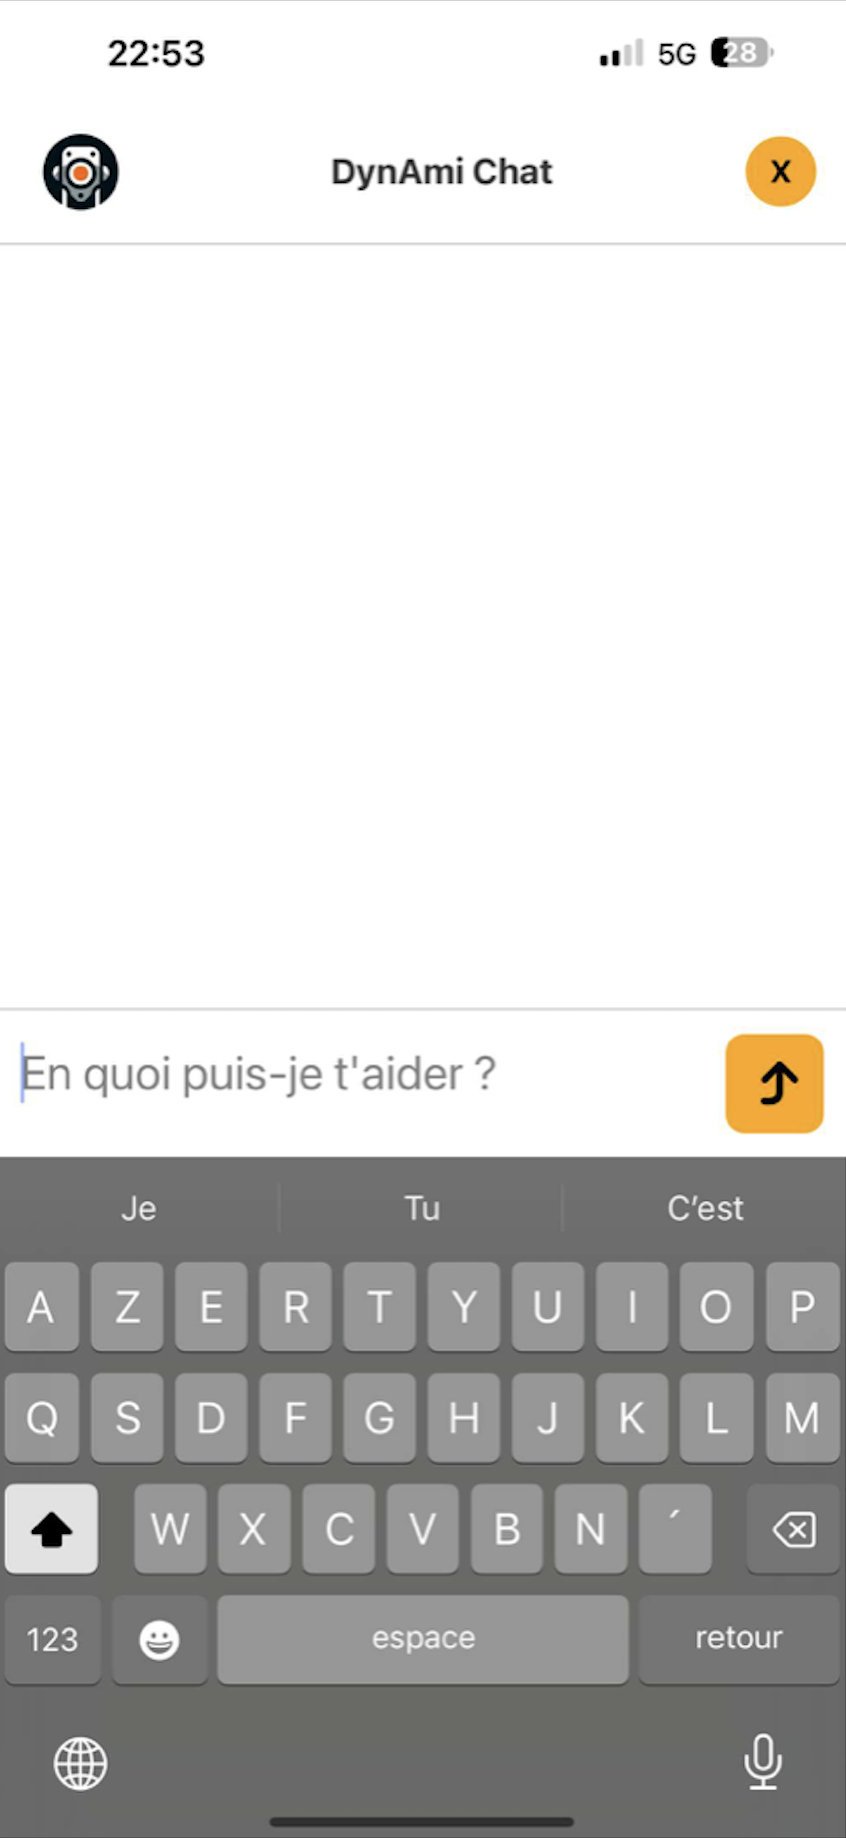 22:53 5G 28
DynAmi Chat X
En quoi puis-je t'aider ?
Je Tu C'est
A Z E R T Y U I O P
Q S D F G H J K L M
W X C V B N ´
123 espace retour